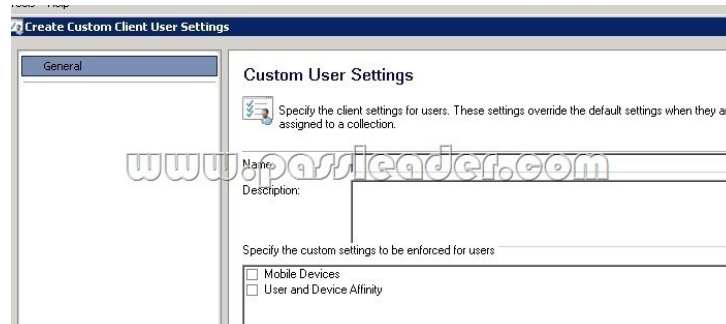 Tools Help
Create Custom Client User Settings
General
Custom User Settings
Specify the client settings for users. These settings override the default settings when they a
assigned to a collection.
www.passleader.com
Name:
Description:
Specify the custom settings to be enforced for users
Mobile Devices
User and Device Affinity